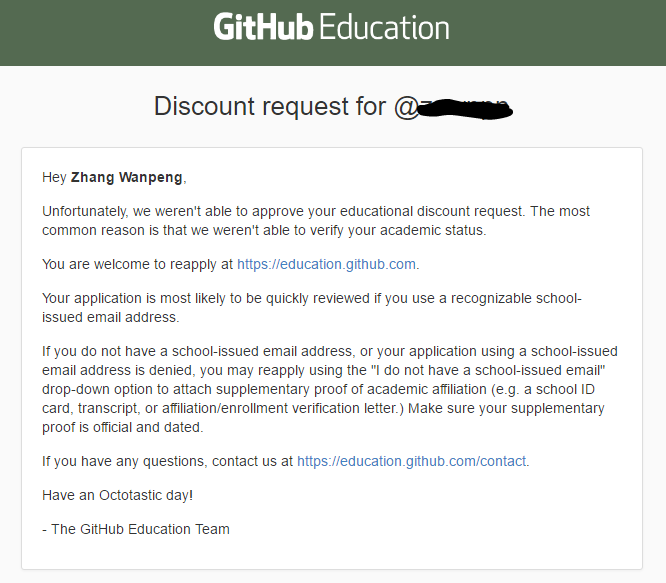 GitHub Education
Discount request for @
Hey Zhang Wanpeng,
Unfortunately, we weren't able to approve your educational discount request. The most
common reason is that we weren't able to verify your academic status.
You are welcome to reapply at https://education.github.com.
Your application is most likely to be quickly reviewed if you use a recognizable school-
issued email address.
If you do not have a school-issued email address, or your application using a school-issued
email address is denied, you may reapply using the "I do not have a school-issued email"
drop-down option to attach supplementary proof of academic affiliation (e.g. a school ID
card, transcript, or affiliation/enrollment verification letter.) Make sure your supplementary
proof is official and dated.
If you have any questions, contact us at https://education.github.com/contact.
Have an Octotastic day!
- The GitHub Education Team